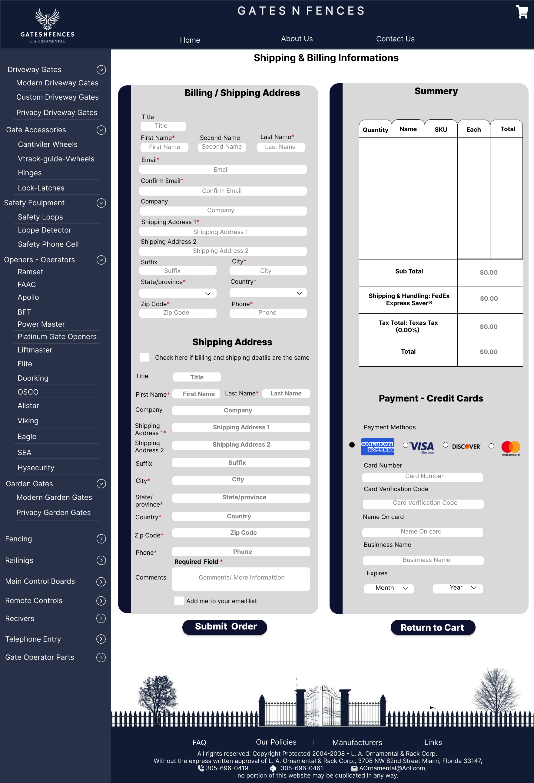 GATES N FENCES
GATESNFENCES
L.A. ORNAMENTAL
Home
About Us
Contact Us
Shipping & Billing Informations
Driveway Gates
Modern Driveway Gates
Custom Driveway Gates
Privacy Driveway Gates
Gate Accessories
Cantiviler Wheels
Vtrack-guide-Vwheels
Hinges
Lock-Latches
Safety Equipment
Safety Loops
Loope Detector
Safety Phone Cell
Openers - Operators
Ramset
FAAC
Apollo
BFT
Power Master
Platinum Gate Openers
Liftmaster
Elite
Doorking
OSCO
Allstar
Viking
Eagle
SEA
Hysecurity
Garden Gates
Modern Garden Gates
Privacy Garden Gates
Fencing
Railinigs
Main Control Boards
Remote Controls
Recivers
Telephone Entry
Gate Operator Parts
Billing / Shipping Address
Title
Title
First Name* Second Name Last Name*
First Name Second Name Last Name
Email*
Email
Confirm Email*
Confirm Email
Company
Company
Shipping Address 1*
Shipping Address 1
Shipping Address 2
Shipping Address 2
Suffix City*
Suffix City
State/provinse* Country*
Zip Code* Phone*
Zip Code Phone
Shipping Address
Check here if billing and shipping deatils are the same
Title Title
First Name* First Name Last Name* Last Name
Company Company
Shipping
Address 1* Shipping Address 1
Shipping
Address 2 Shipping Address 2
Suffix Suffix
City* City
State/
provinse* State/province
Country* Country
Zip Code* Zip Code
Phone* Phone
Required Field *
Comments Comments/ More Informattion
Add me to your email list
Submit Order
Summery
Quantity Name SKU Each Total
Sub Total $0.00
Shipping & Handling: FedEx
Express Saver® $0.00
Tax Total: Texas Tax
(0.00%) $0.00
Total $0.00
Payment - Credit Cards
Payment Methods
AMERICAN
EXPRESS
VISA
DISCOVER
mastercard
Card Number
Card Number
Card Verification Code
Card Verification Code
Name On card
Name On card
Businness Name
Business Name
Expires
Month Year
Return to Cart
FAQ
Our Policies
Manufacturers
Links
All rights reserved. Copyright Protected 2004-2008 - L. A. Ornamental & Rack Corp.
Without the express written approval of L. A. Ornamental & Rack Corp., 3708 NW 82nd Street Miami, Florida 33147,
305-696-0419 305-696-0461 AOrnamental@Aol.com,
no portion of this website may be duplicated in any way.